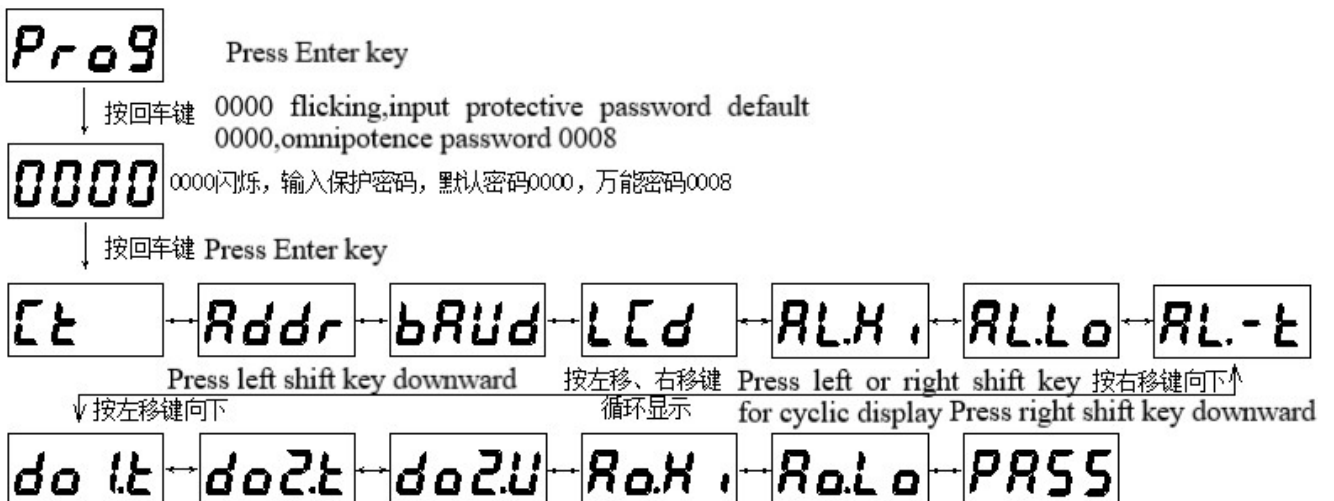 Prog
Press Enter key
按回车键 0000 flicking,input protective password default
0000,omnipotence password 0008
0000 0000闪烁，输入保护密码，默认密码0000，万能密码0008
按回车键 Press Enter key
Ct Addr bAUd LCd AL.Hi AL.Lo AL.-t
Press left shift key downward 按左移、右移键 Press left or right shift key 按右移键向下
按左移键向下 循环显示 for cyclic display Press right shift key downward
do1.t do2.t do2.U Ao.Hi Ao.Lo PASS